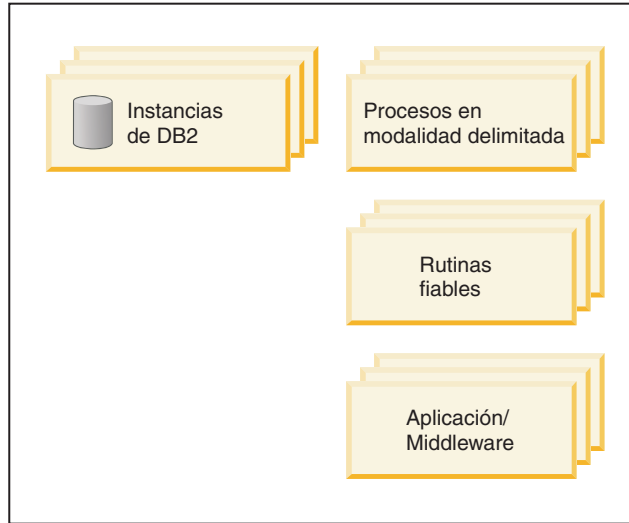 Instancias
de DB2
Procesos en
modalidad delimitada
Rutinas
fiables
Aplicación/
Middleware